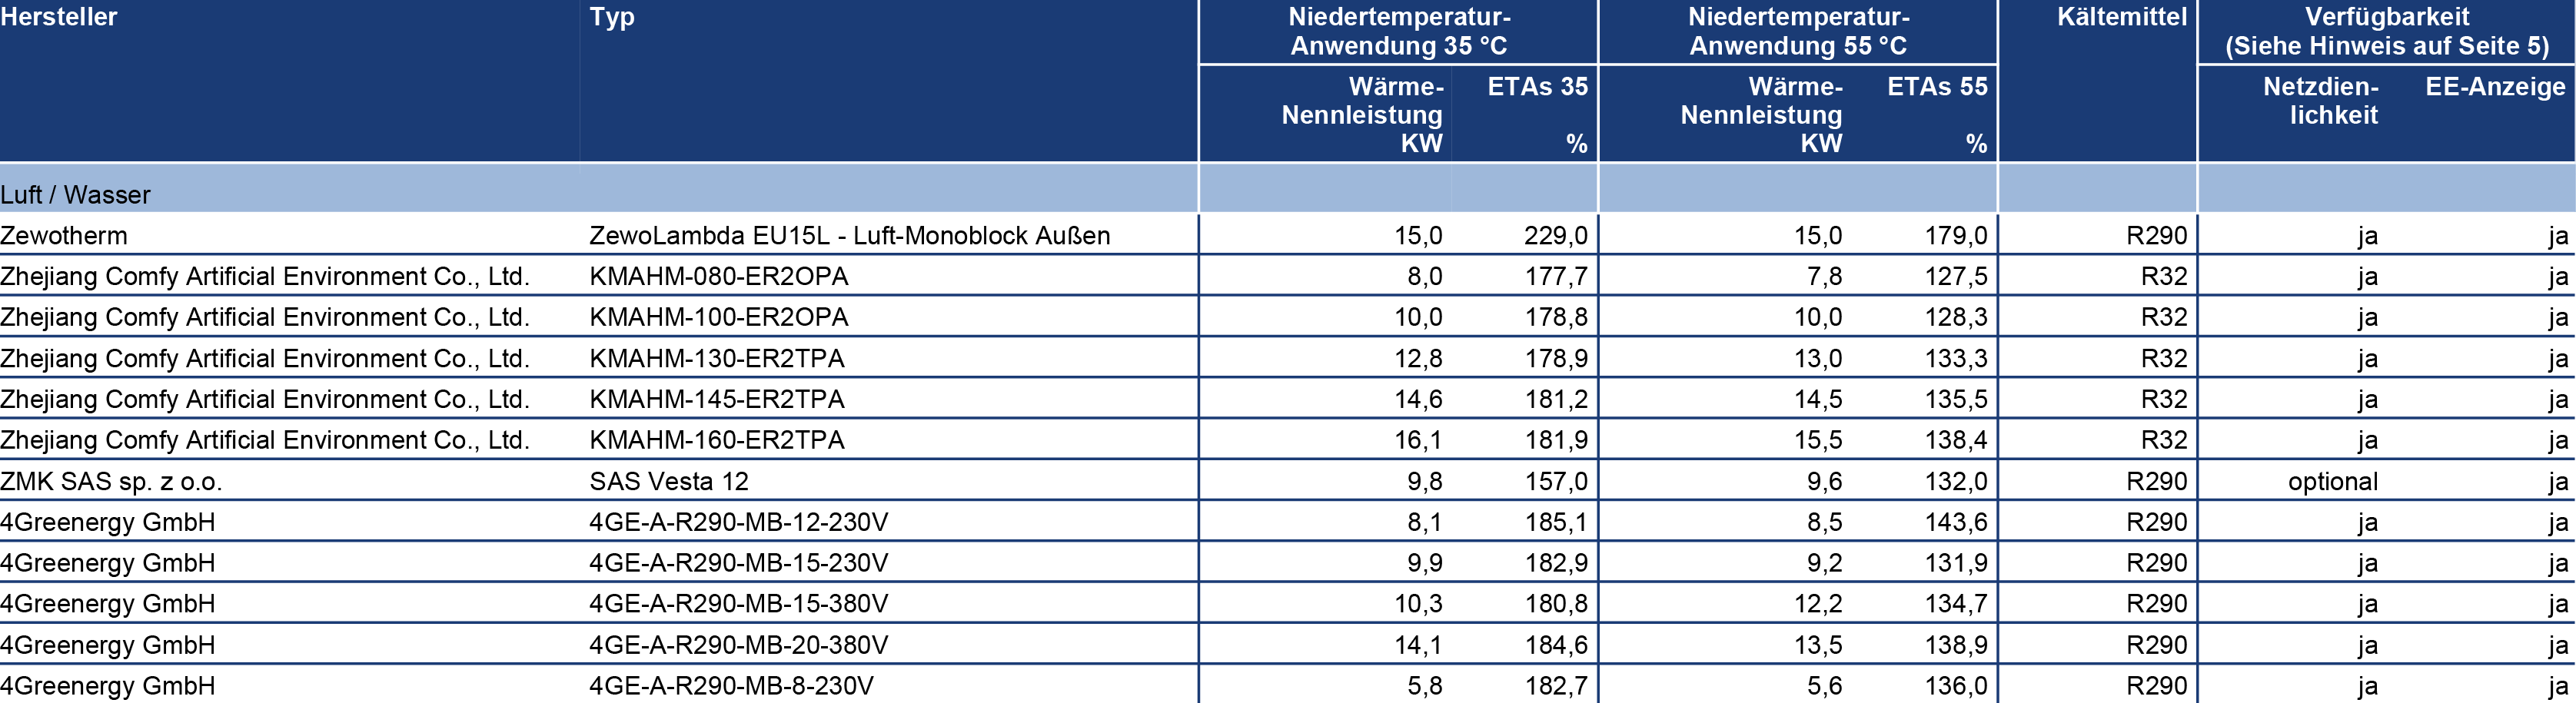 Hersteller Typ Niedertemperatur- Niedertemperatur- Kältemittel Verfügbarkeit
Anwendung 35 °C Anwendung 55 °C (Siehe Hinweis auf Seite 5)
Wärme- ETAs 35 Wärme- ETAs 55 Netzdien- EE-Anzeige
Nennleistung Nennleistung lichkeit
KW % KW %
Luft / Wasser
Zewotherm ZewoLambda EU15L - Luft-Monoblock Außen 15,0 229,0 15,0 179,0 R290 ja ja
Zhejiang Comfy Artificial Environment Co., Ltd. KMAHM-080-ER2OPA 8,0 177,7 7,8 127,5 R32 ja ja
Zhejiang Comfy Artificial Environment Co., Ltd. KMAHM-100-ER2OPA 10,0 178,8 10,0 128,3 R32 ja ja
Zhejiang Comfy Artificial Environment Co., Ltd. KMAHM-130-ER2TPA 12,8 178,9 13,0 133,3 R32 ja ja
Zhejiang Comfy Artificial Environment Co., Ltd. KMAHM-145-ER2TPA 14,6 181,2 14,5 135,5 R32 ja ja
Zhejiang Comfy Artificial Environment Co., Ltd. KMAHM-160-ER2TPA 16,1 181,9 15,5 138,4 R32 ja ja
ZMK SAS sp. z o.o. SAS Vesta 12 9,8 157,0 9,6 132,0 R290 optional ja
4Greenergy GmbH 4GE-A-R290-MB-12-230V 8,1 185,1 8,5 143,6 R290 ja ja
4Greenergy GmbH 4GE-A-R290-MB-15-230V 9,9 182,9 9,2 131,9 R290 ja ja
4Greenergy GmbH 4GE-A-R290-MB-15-380V 10,3 180,8 12,2 134,7 R290 ja ja
4Greenergy GmbH 4GE-A-R290-MB-20-380V 14,1 184,6 13,5 138,9 R290 ja ja
4Greenergy GmbH 4GE-A-R290-MB-8-230V 5,8 182,7 5,6 136,0 R290 ja ja